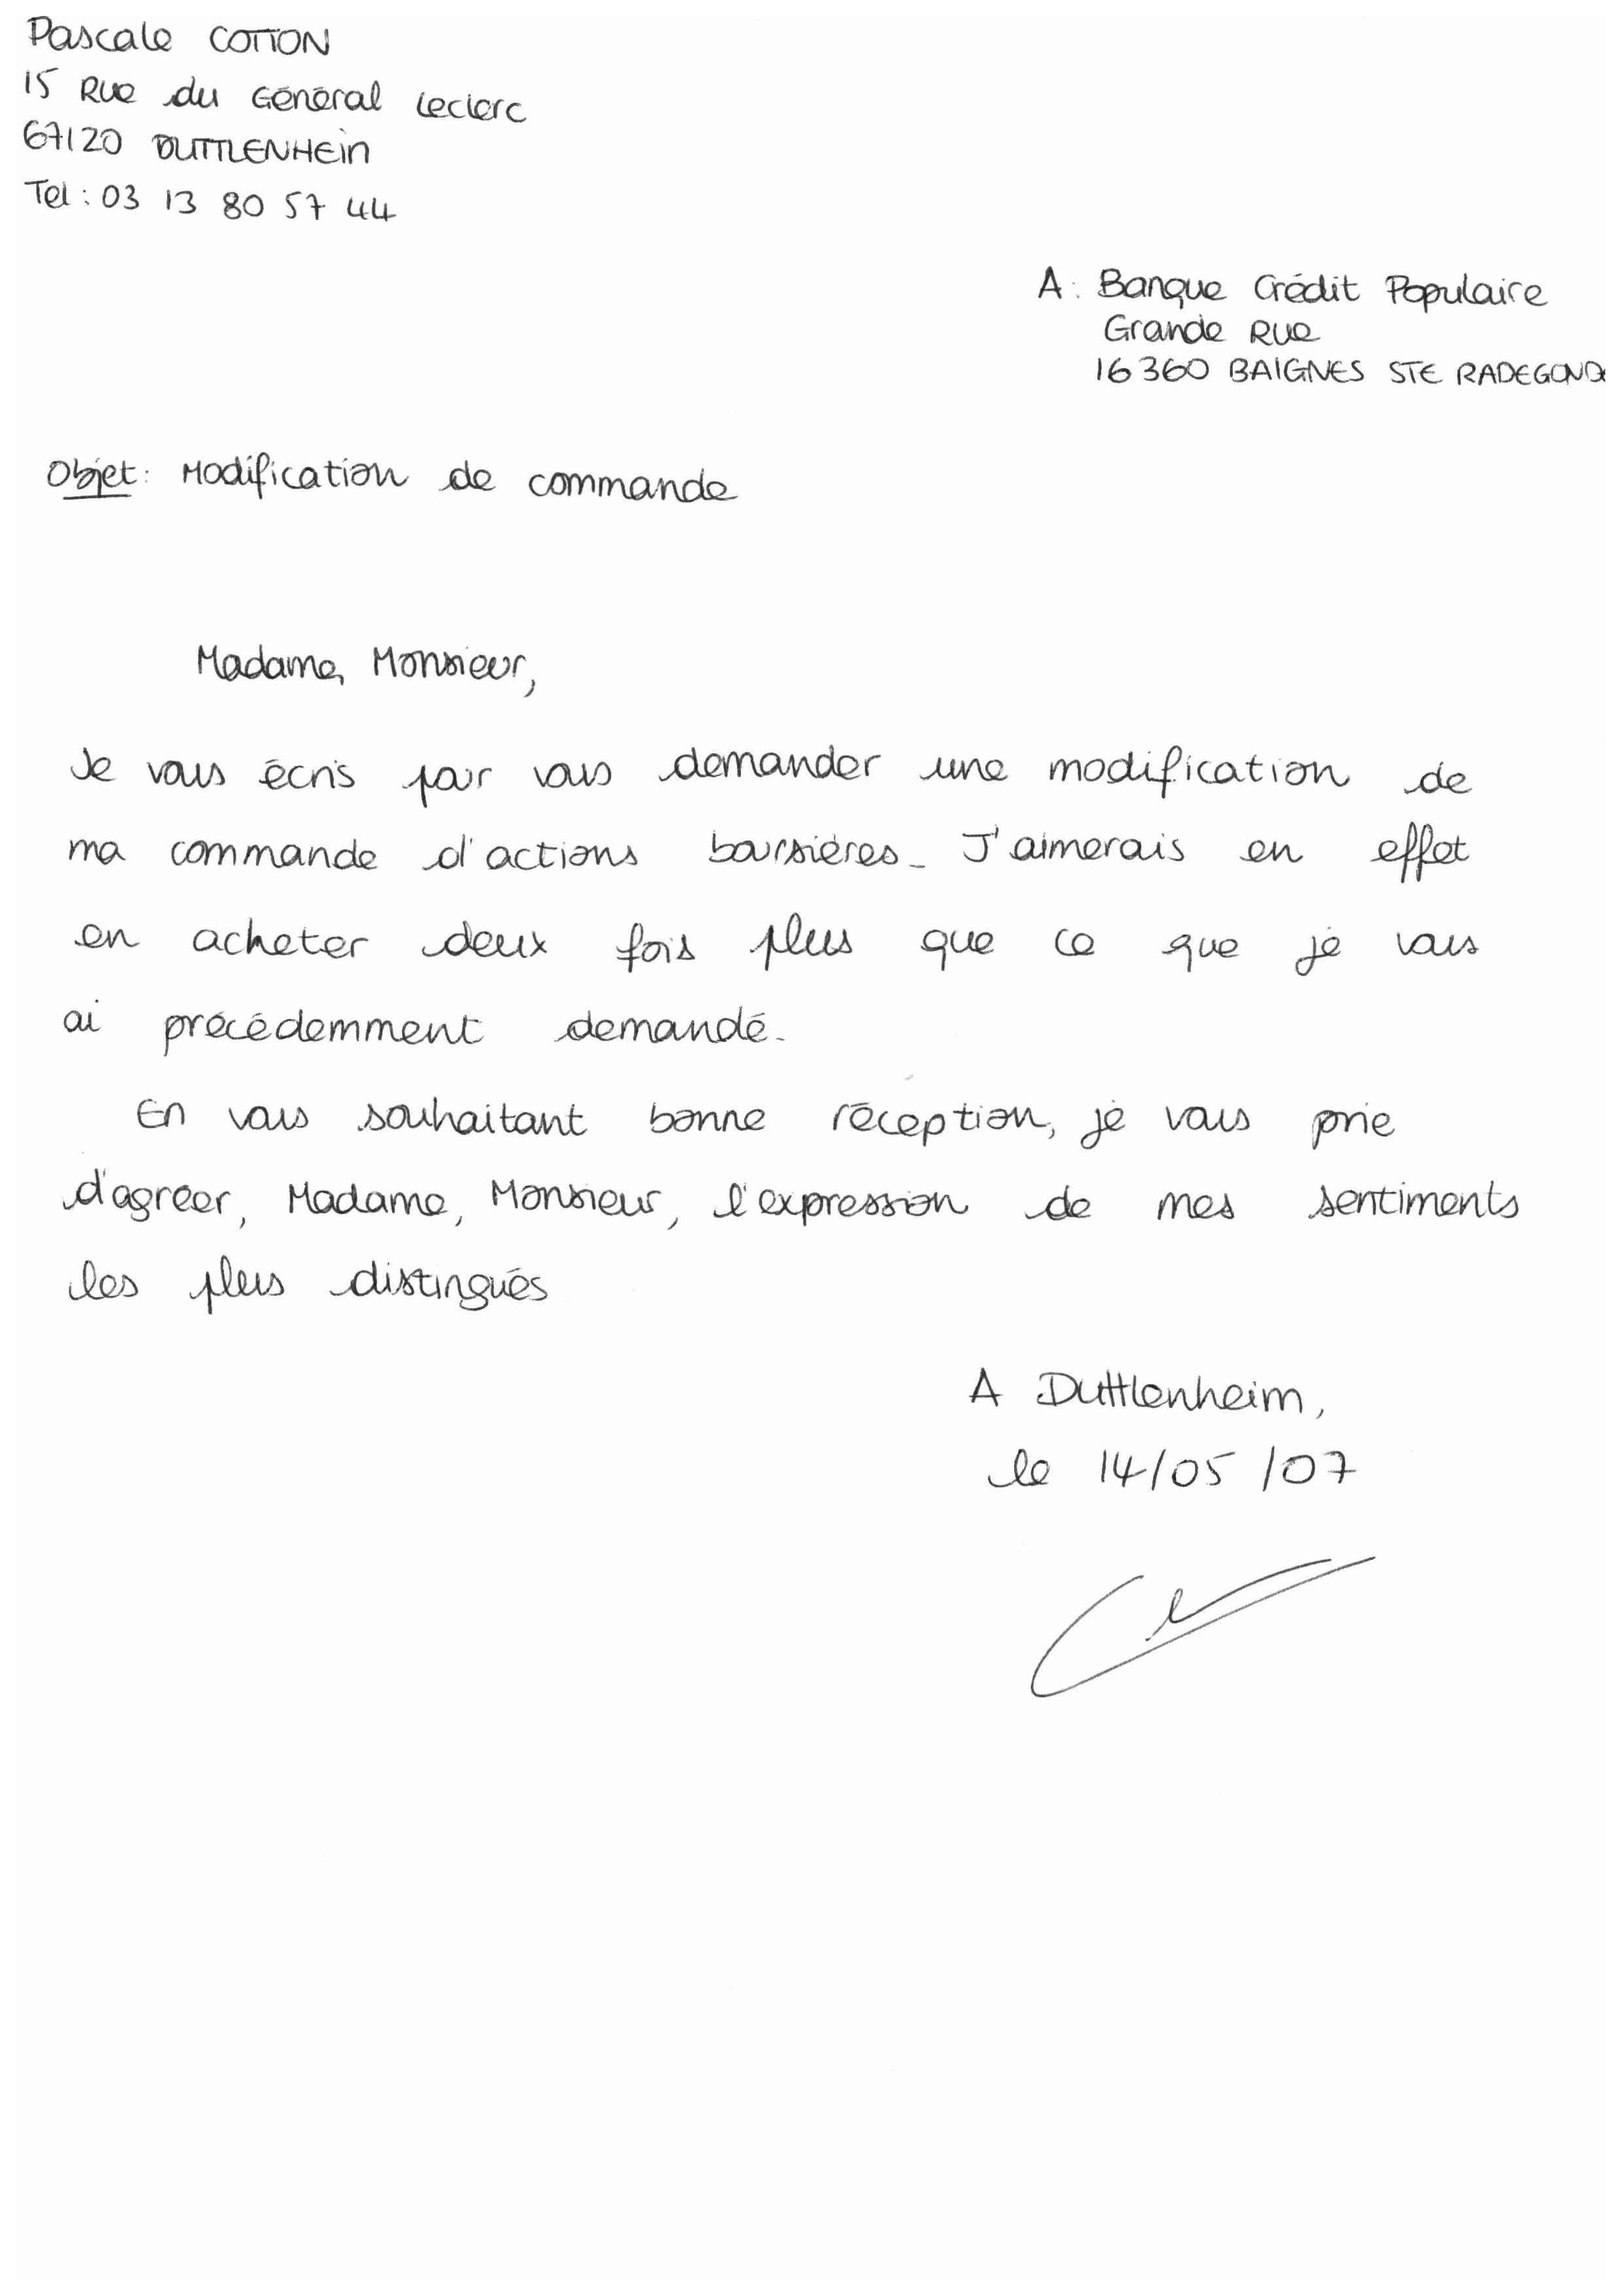 Pascale COTTON
15 Rue du Général Leclerc
67120 DUTTLENHEin
Tel : 03 13 80 57 44
A : Banque Crédit Populaire
Grande Rue
16360 BAIGNES STE RADEGONDE
Objet : Modification de commande
Madame, Monsieur,
Je vous écris pour vous demander une modification de
ma commande d'actions boursières. J'aimerais en effet
en acheter deux fois plus que ce que je vous
ai précédemment demandé.
En vous souhaitant bonne réception, je vous prie
d'agréer, Madame, Monsieur, l'expression de mes sentiments
les plus distingués
A Duttlenheim,
le 14/05/07